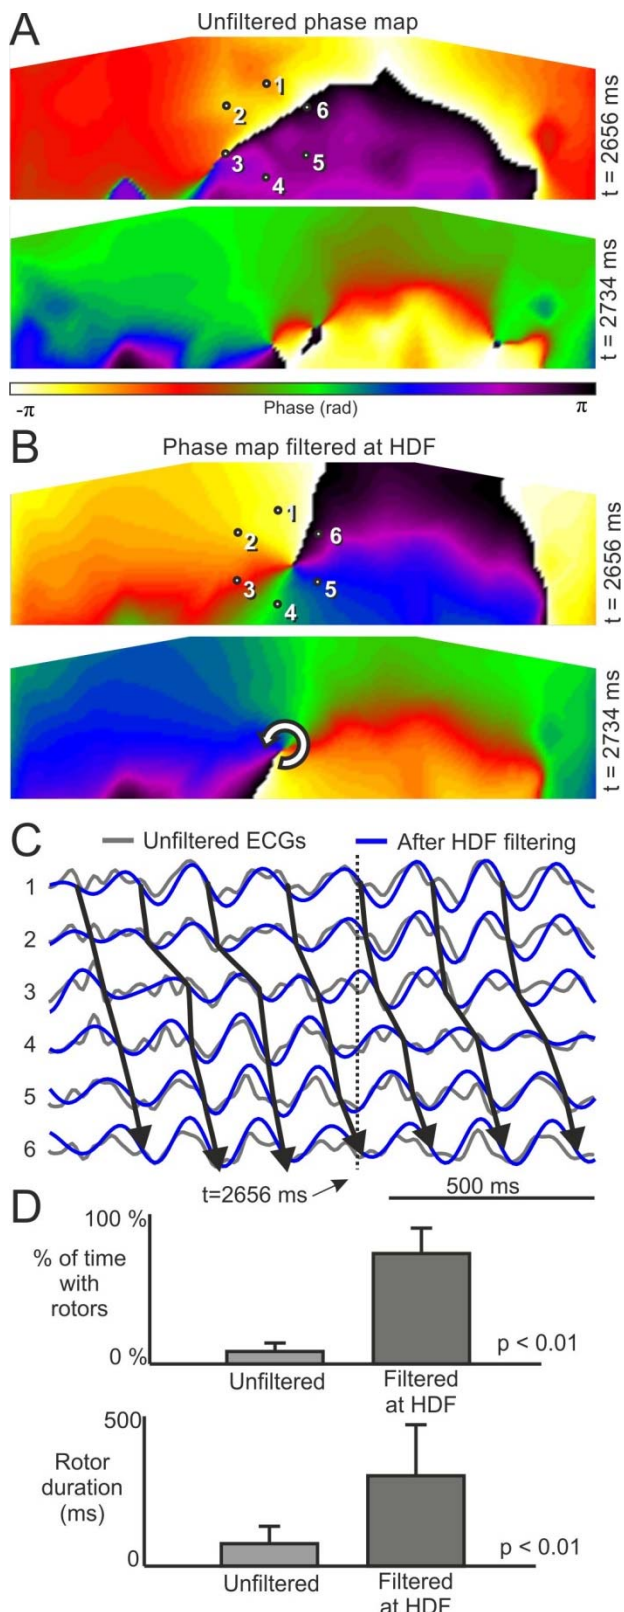 A
Unfiltered phase map
1
2
3
4
5
6
t = 2656 ms
t = 2734 ms
-π
Phase (rad)
π
B
Phase map filtered at HDF
1
2
3
4
5
6
t = 2656 ms
t = 2734 ms
C
Unfiltered ECGs
After HDF filtering
1
2
3
4
5
6
t=2656 ms
500 ms
D
100 %
% of time
with
rotors
0 %
p < 0.01
Unfiltered
Filtered
at HDF
500
Rotor
duration
(ms)
0
p < 0.01
Unfiltered
Filtered
at HDF